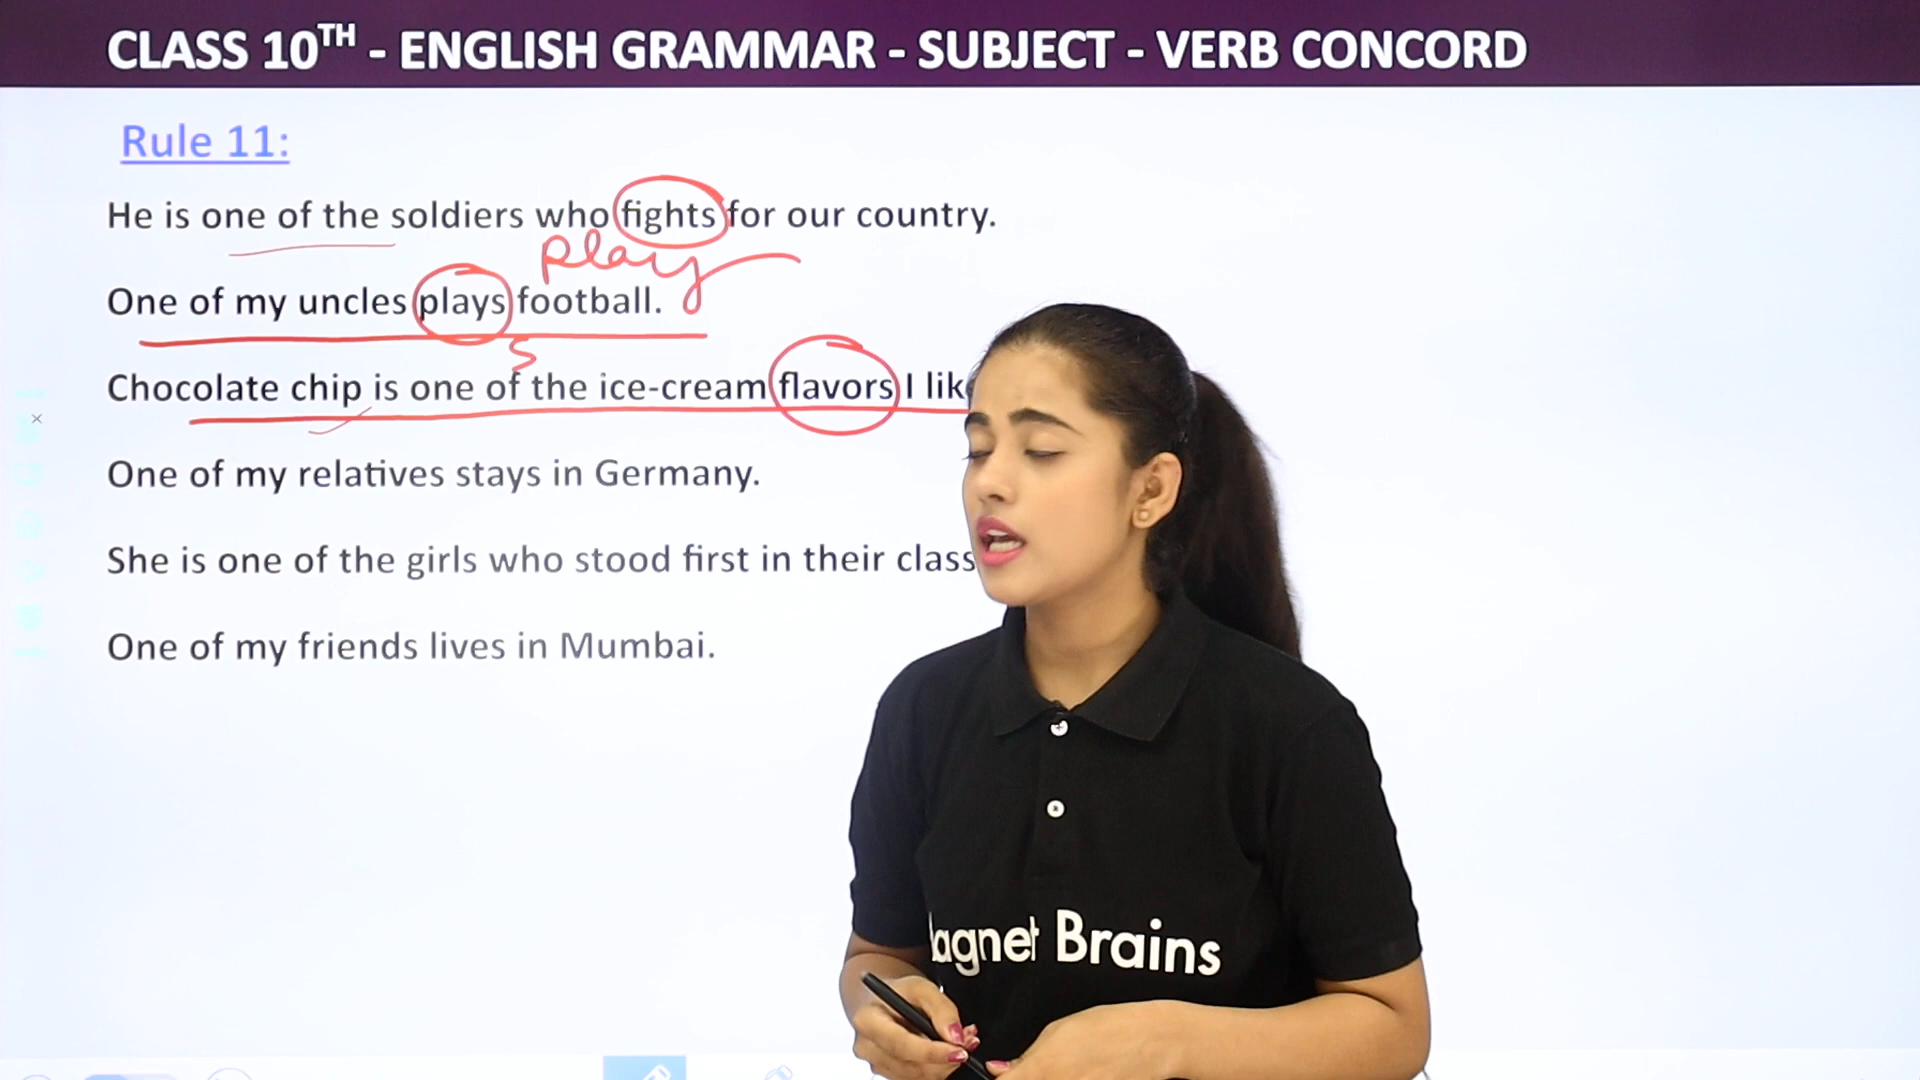 CLASS 10TH - ENGLISH GRAMMAR - SUBJECT - VERB CONCORD
Rule 11:
He is one of the soldiers who fights for our country.
play
One of my uncles plays football.
s
Chocolate chip is one of the ice-cream flavors I like
One of my relatives stays in Germany.
She is one of the girls who stood first in their class
One of my friends lives in Mumbai.
agnet Brains